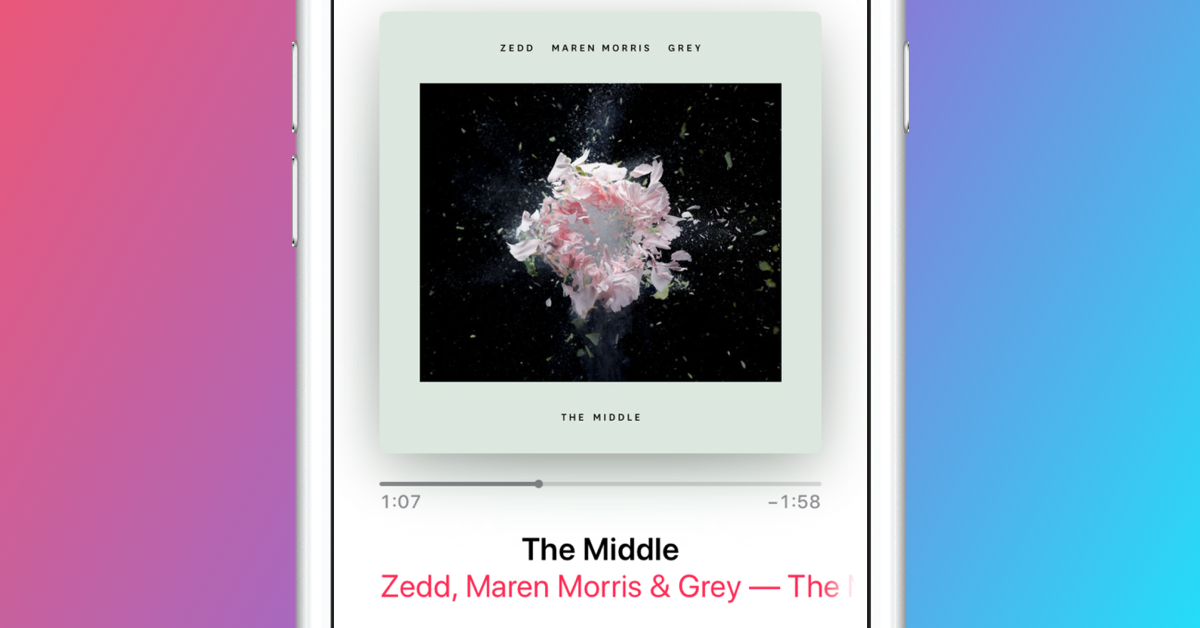 ZEDD MAREN MORRIS GREY
THE MIDDLE
1:07 −1:58
The Middle
Zedd, Maren Morris & Grey — The